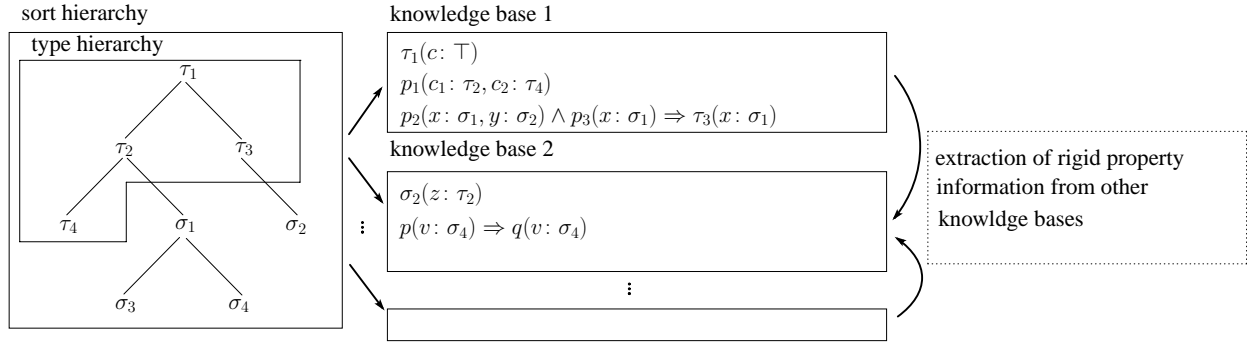 sort hierarchy
type hierarchy
τ₁
τ₂ τ₃
τ₄ σ₁ σ₂
σ₃ σ₄
⋮
knowledge base 1
τ₁(c: ⊤)
p₁(c₁: τ₂, c₂: τ₄)
p₂(x: σ₁, y: σ₂) ∧ p₃(x: σ₁) ⇒ τ₃(x: σ₁)
knowledge base 2
σ₂(z: τ₂)
p(v: σ₄) ⇒ q(v: σ₄)
⋮
extraction of rigid property
information from other
knowldge bases